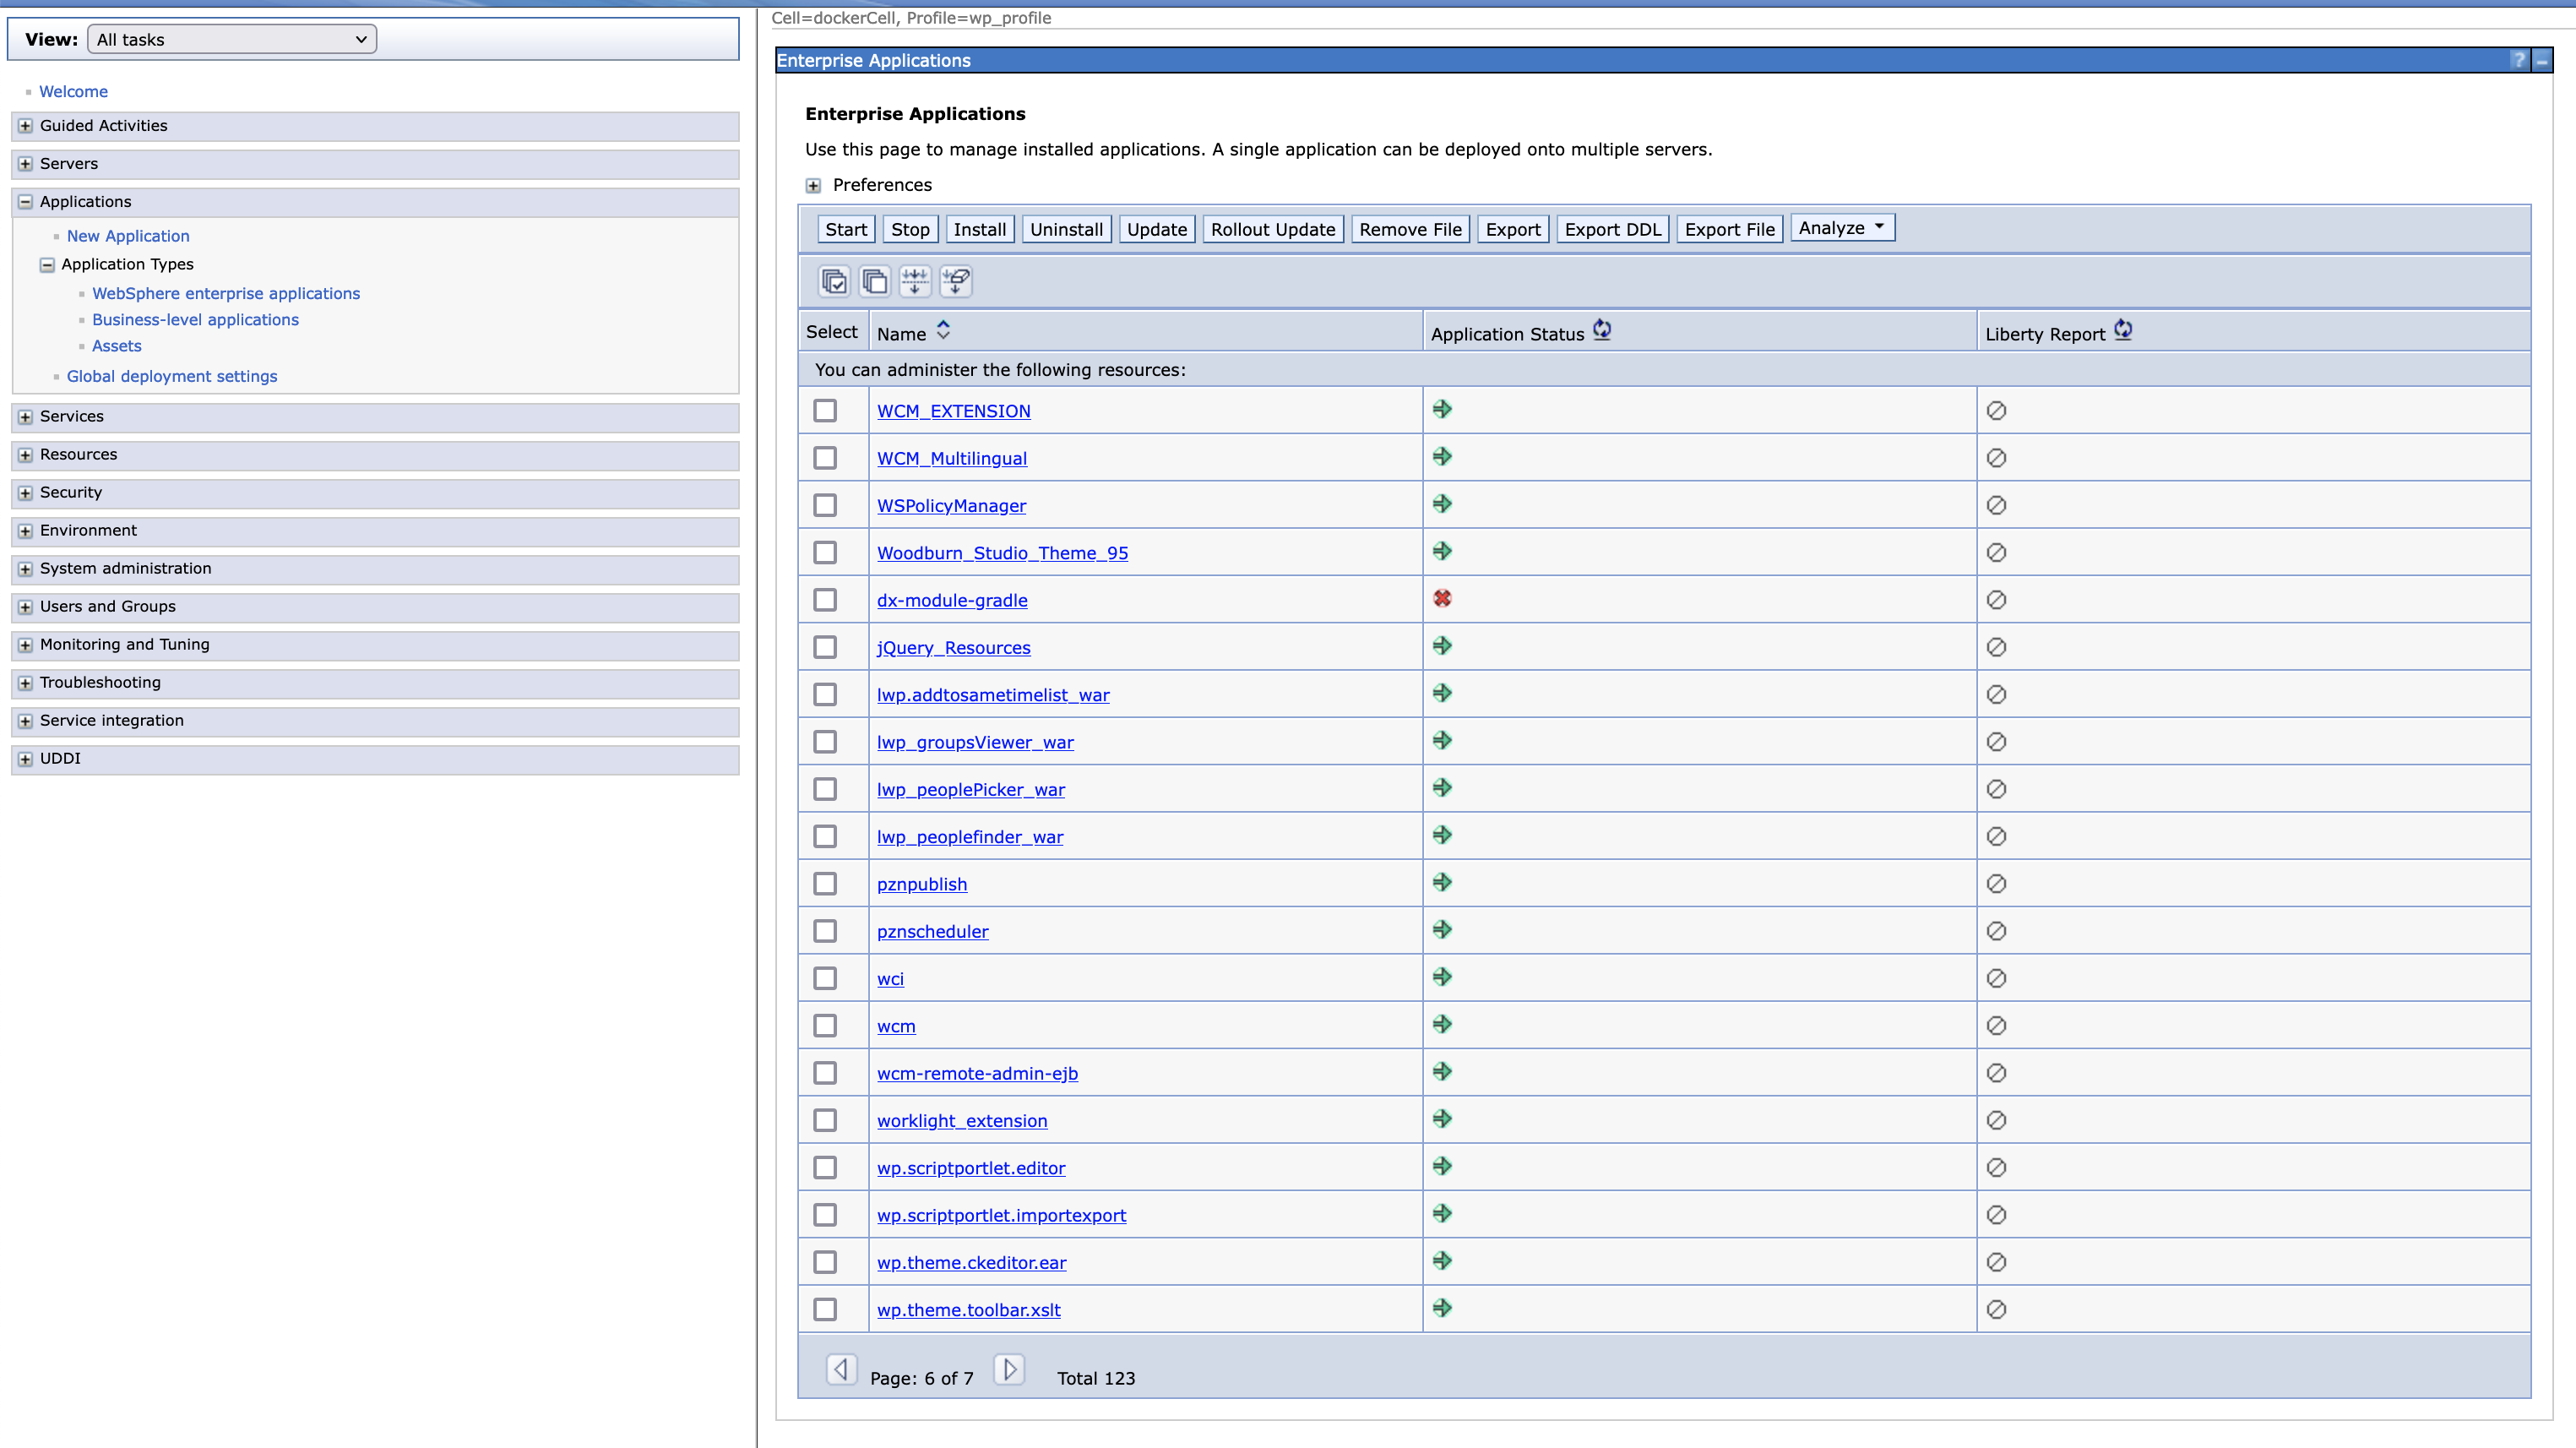 Cell=dockerCell, Profile=wp_profile
View: All tasks
Welcome
Guided Activities
Servers
Applications
New Application
Application Types
WebSphere enterprise applications
Business-level applications
Assets
Global deployment settings
Services
Resources
Security
Environment
System administration
Users and Groups
Monitoring and Tuning
Troubleshooting
Service integration
UDDI
Enterprise Applications ? –
Enterprise Applications
Use this page to manage installed applications. A single application can be deployed onto multiple servers.
Preferences
Start Stop Install Uninstall Update Rollout Update Remove File Export Export DDL Export File Analyze
Select Name Application Status Liberty Report
You can administer the following resources:
WCM_EXTENSION
WCM_Multilingual
WSPolicyManager
Woodburn_Studio_Theme_95
dx-module-gradle
jQuery_Resources
lwp.addtosametimelist_war
lwp_groupsViewer_war
lwp_peoplePicker_war
lwp_peoplefinder_war
pznpublish
pznscheduler
wci
wcm
wcm-remote-admin-ejb
worklight_extension
wp.scriptportlet.editor
wp.scriptportlet.importexport
wp.theme.ckeditor.ear
wp.theme.toolbar.xslt
Page: 6 of 7 Total 123